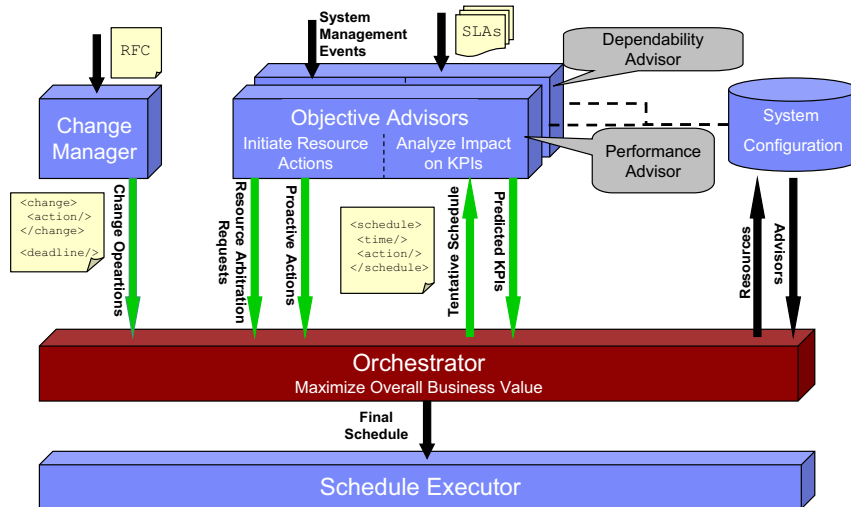 RFC
System
Management
Events
SLAs
Dependability
Advisor
Change
Manager
Objective Advisors
Initiate Resource
Actions
Analyze Impact
on KPIs
Performance
Advisor
System
Configuration
<change>
<action/>
</change>
<deadline/>
Change Opeartions
Resource Arbitration
Requests
Proactive Actions
<schedule>
<time/>
<action/>
</schedule>
Tentative Schedule
Predicted KPIs
Resources
Advisors
Orchestrator
Maximize Overall Business Value
Final
Schedule
Schedule Executor